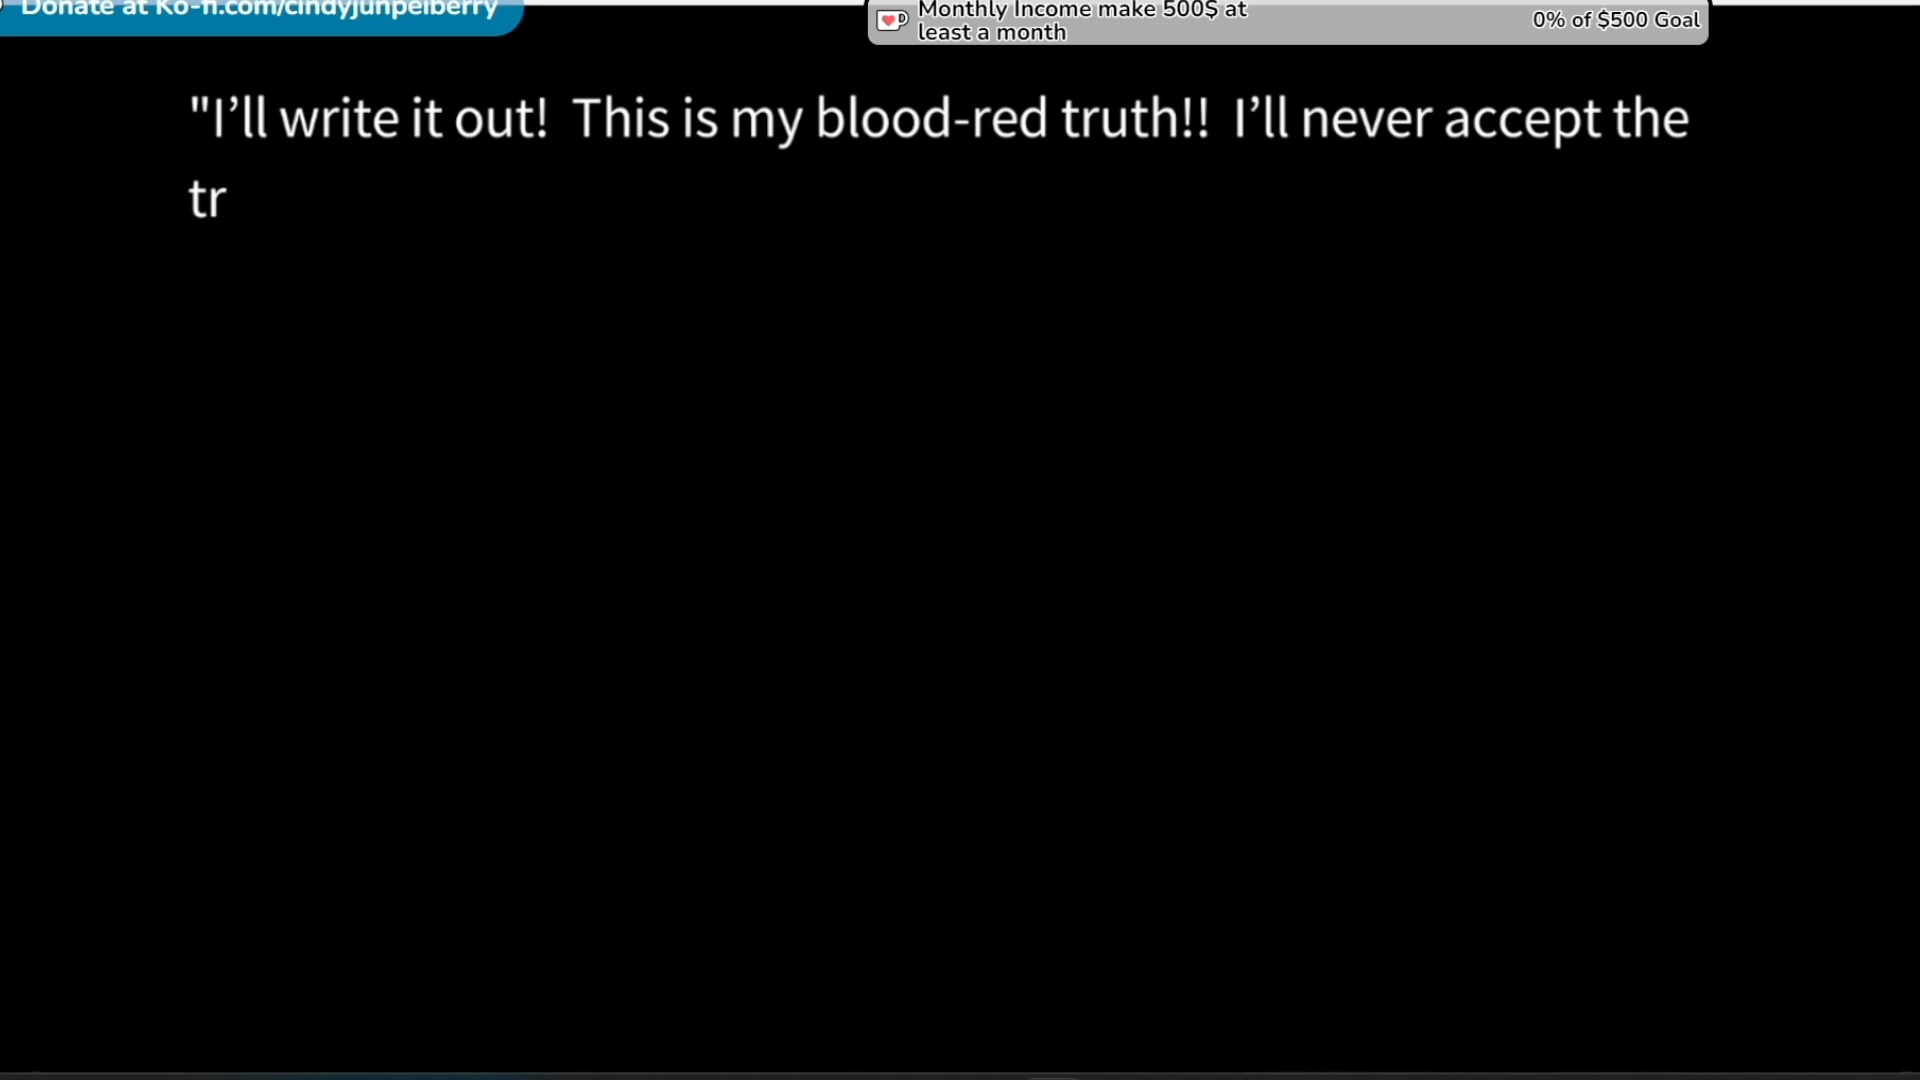 Donate at Ko-fi.com/cindyjunpeiberry
Monthly Income make 500$ at
least a month
0% of $500 Goal
"I’ll write it out!  This is my blood-red truth!!  I’ll never accept the
tr